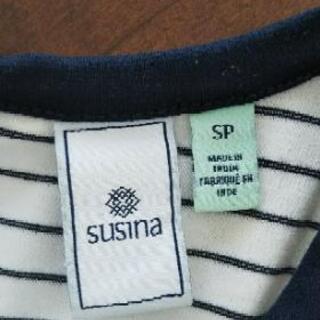 susina
SP
MADE IN
INDIA
FABRIQUÉ EN
INDE